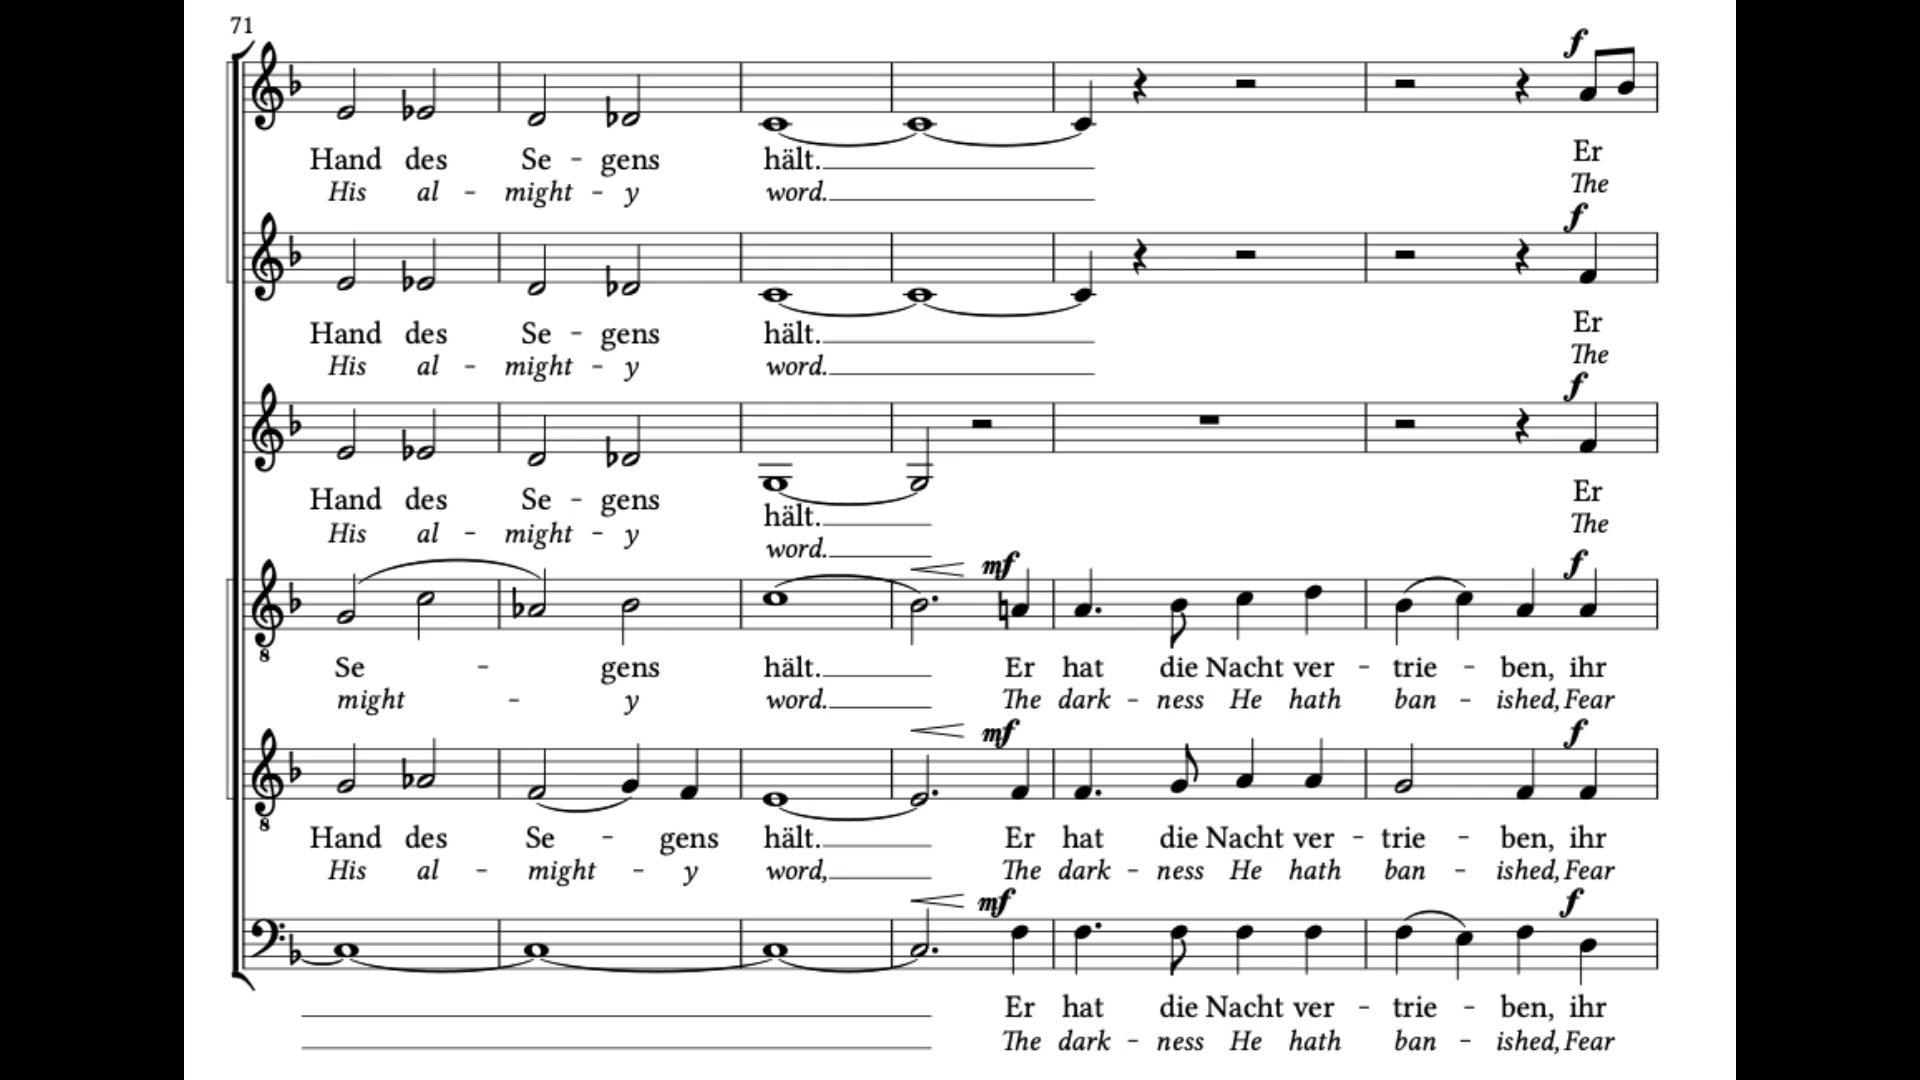 71
f
Hand des Se - gens hält. Er
His al - might - y word. The
f
Hand des Se - gens hält. Er
His al - might - y word. The
f
Hand des Se - gens hält. Er
His al - might - y word. The
mf f
8
Se - gens hält. Er hat die Nacht ver - trie - ben, ihr
might - y word. The dark - ness He hath ban - ished, Fear
mf f
8
Hand des Se - gens hält. Er hat die Nacht ver - trie - ben, ihr
His al - might - y word, The dark - ness He hath ban - ished, Fear
mf f
Er hat die Nacht ver - trie - ben, ihr
The dark - ness He hath ban - ished, Fear